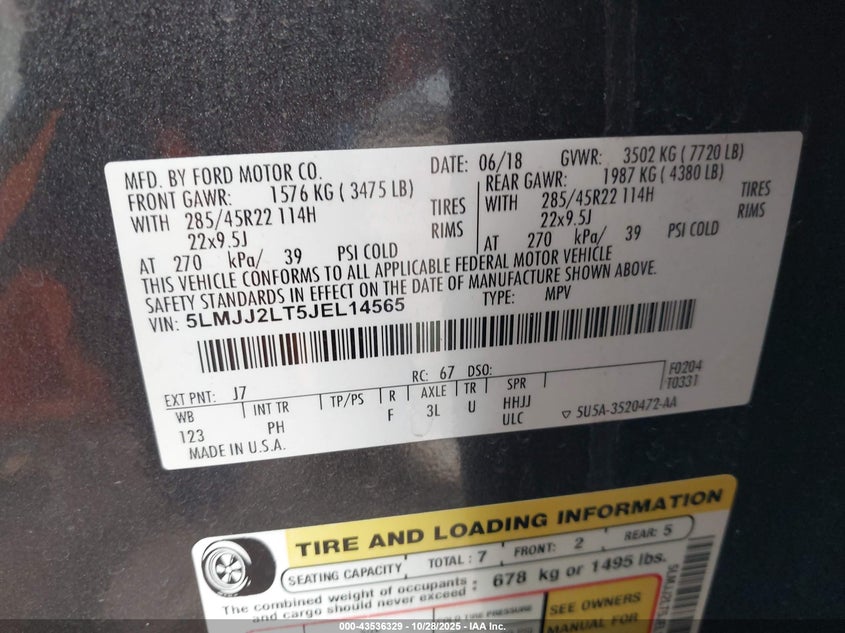 MFD. BY FORD MOTOR CO. DATE: 06/18 GVWR: 3502 KG ( 7720 LB)
FRONT GAWR: 1576 KG ( 3475 LB) REAR GAWR: 1987 KG ( 4380 LB)
WITH 285/45R22 114H TIRES WITH 285/45R22 114H TIRES
22x9.5J RIMS 22x9.5J RIMS
AT 270 kPa/ 39 PSI COLD AT 270 kPa/ 39 PSI COLD
THIS VEHICLE CONFORMS TO ALL APPLICABLE FEDERAL MOTOR VEHICLE
SAFETY STANDARDS IN EFFECT ON THE DATE OF MANUFACTURE SHOWN ABOVE.
VIN: 5LMJJ2LT5JEL14565 TYPE: MPV
RC: 67 DSO: F0204
EXT PNT: J7 T0331
WB INT TR TP/PS R AXLE TR SPR
123 PH F 3L U HHJJ
ULC 5U5A-3520472-AA
MADE IN U.S.A.
TIRE AND LOADING INFORMATION
SEATING CAPACITY TOTAL : 7 FRONT: 2 REAR: 5
The combined weight of occupants
and cargo should never exceed : 678 kg or 1495 lbs.
SEE OWNERS
MANUAL FOR
000-43536329 - 10/28/2025 - IAA Inc.